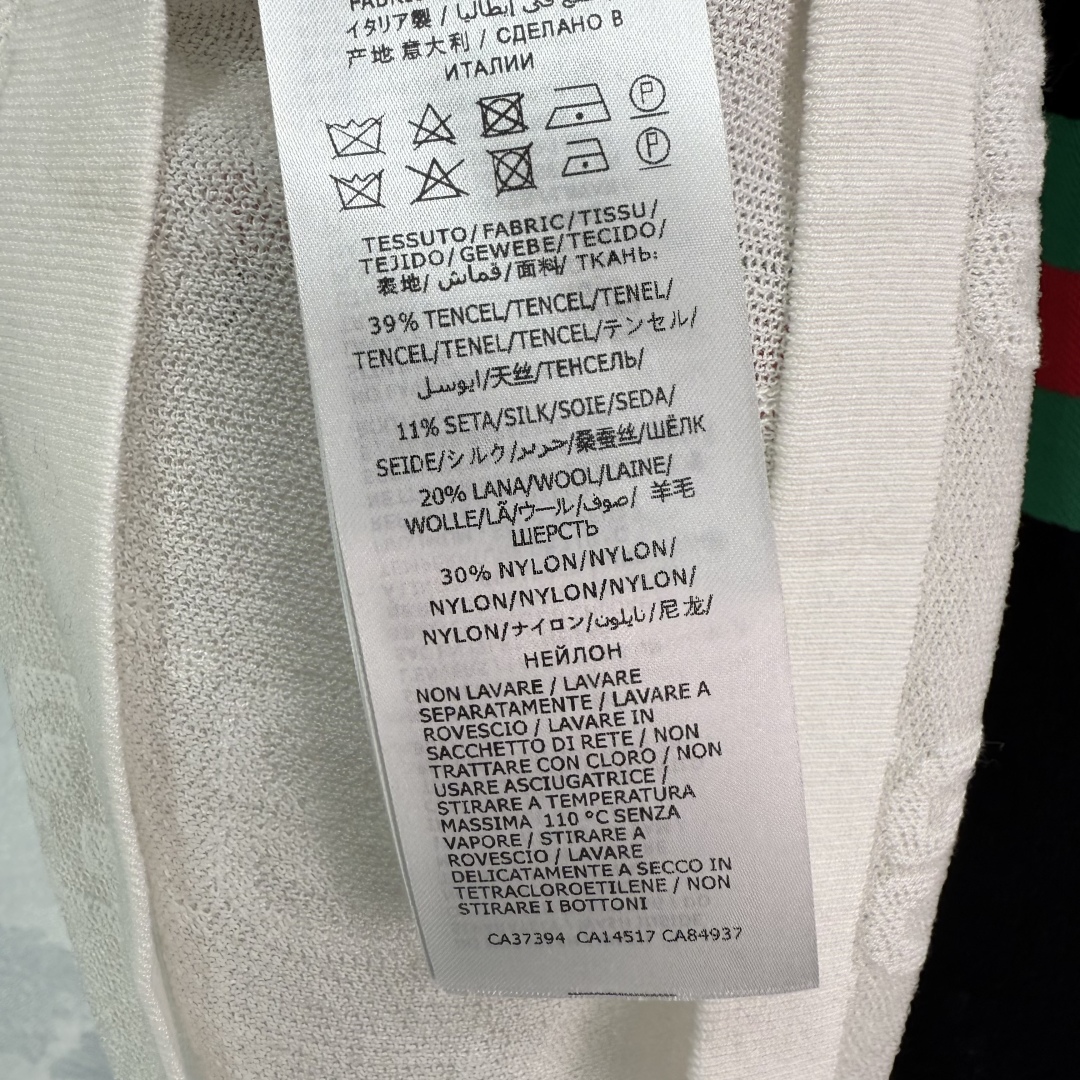 イタリア製 / صنع في إيطاليا /
产地 意大利 / СДЕЛАНО В
ИТАЛИИ
P
P
TESSUTO/FABRIC/TISSU/
TEJIDO/GEWEBE/TECIDO/
表地/ قماش/面料/ ТКАНЬ:
39% TENCEL/TENCEL/TENEL/
TENCEL/TENEL/TENCEL/テンセル/
ايوسل/天丝/ТЕНСЕЛЬ/
11% SETA/SILK/SOIE/SEDA/
SEIDE/シルク/حرير/桑蚕丝/ШЁЛК
20% LANA/WOOL/LAINE/
WOLLE/LÃ/ウール/صوف/ 羊毛
ШЕРСТЬ
30% NYLON/NYLON/
NYLON/NYLON/NYLON/
NYLON/ナイロン/نايلون/尼龙/
НЕЙЛОН
NON LAVARE / LAVARE
SEPARATAMENTE / LAVARE A
ROVESCIO / LAVARE IN
SACCHETTO DI RETE / NON
TRATTARE CON CLORO / NON
USARE ASCIUGATRICE /
STIRARE A TEMPERATURA
MASSIMA 110 °C SENZA
VAPORE / STIRARE A
ROVESCIO / LAVARE
DELICATAMENTE A SECCO IN
TETRACLOROETILENE / NON
STIRARE I BOTTONI
CA37394 CA14517 CA84937